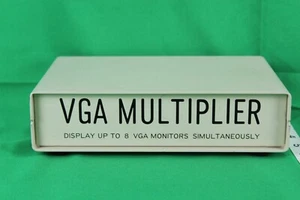 VGA MULTIPLIER
DISPLAY UP TO 8 VGA MONITORS SIMULTANEOUSLY